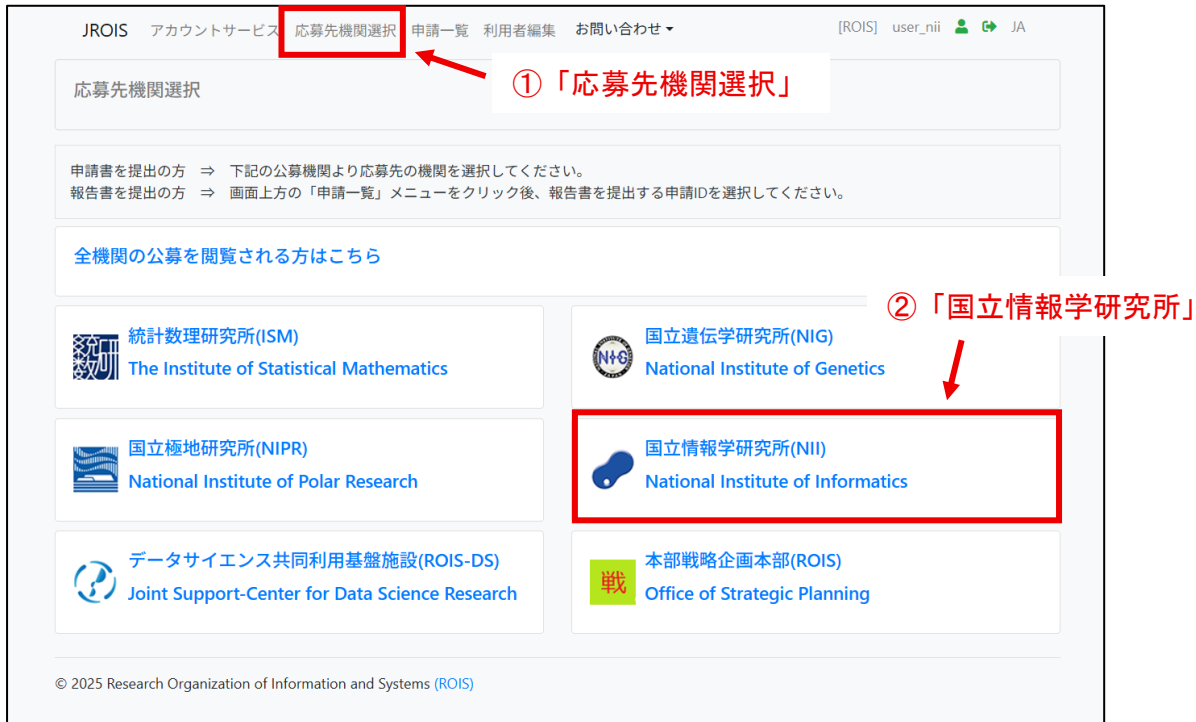 JROIS アカウントサービス 応募先機関選択 申請一覧 利用者編集 お問い合わせ [ROIS] user_nii JA
①「応募先機関選択」
応募先機関選択
申請書を提出の方 ⇒ 下記の公募機関より応募先の機関を選択してください。
報告書を提出の方 ⇒ 画面上方の「申請一覧」メニューをクリック後、報告書を提出する申請IDを選択してください。
全機関の公募を閲覧される方はこちら
②「国立情報学研究所」
統数研
統計数理研究所(ISM)
The Institute of Statistical Mathematics
NIG
国立遺伝学研究所(NIG)
National Institute of Genetics
国立極地研究所(NIPR)
National Institute of Polar Research
国立情報学研究所(NII)
National Institute of Informatics
データサイエンス共同利用基盤施設(ROIS-DS)
Joint Support-Center for Data Science Research
戦
本部戦略企画本部(ROIS)
Office of Strategic Planning
© 2025 Research Organization of Information and Systems (ROIS)